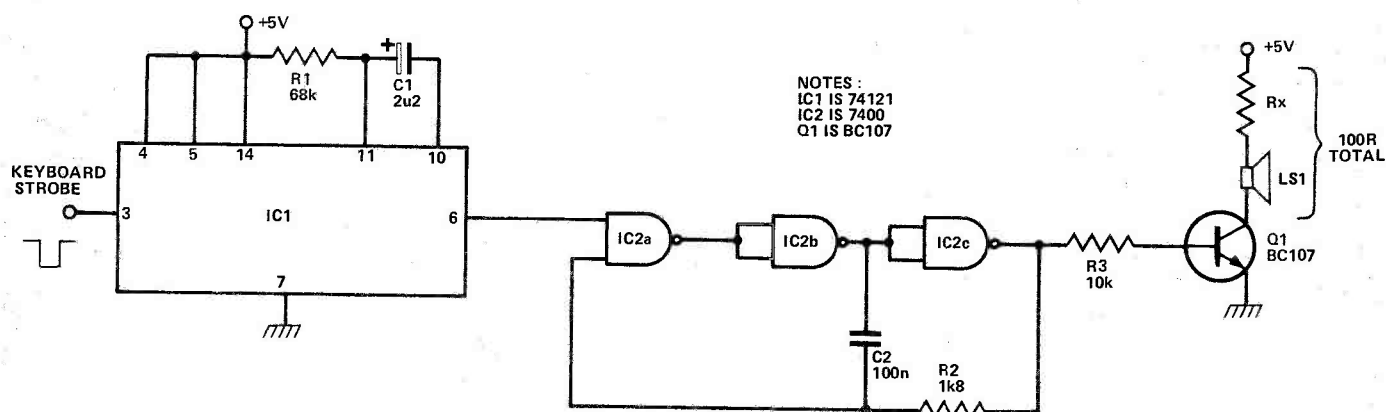 +5V
R1
68k
+
C1
2u2
NOTES :
IC1 IS 74121
IC2 IS 7400
Q1 IS BC107
+5V
Rx
100R
TOTAL
LS1
4
5
14
11
10
KEYBOARD
STROBE
3
IC1
6
7
IC2a
IC2b
IC2c
R3
10k
Q1
BC107
C2
100n
R2
1k8